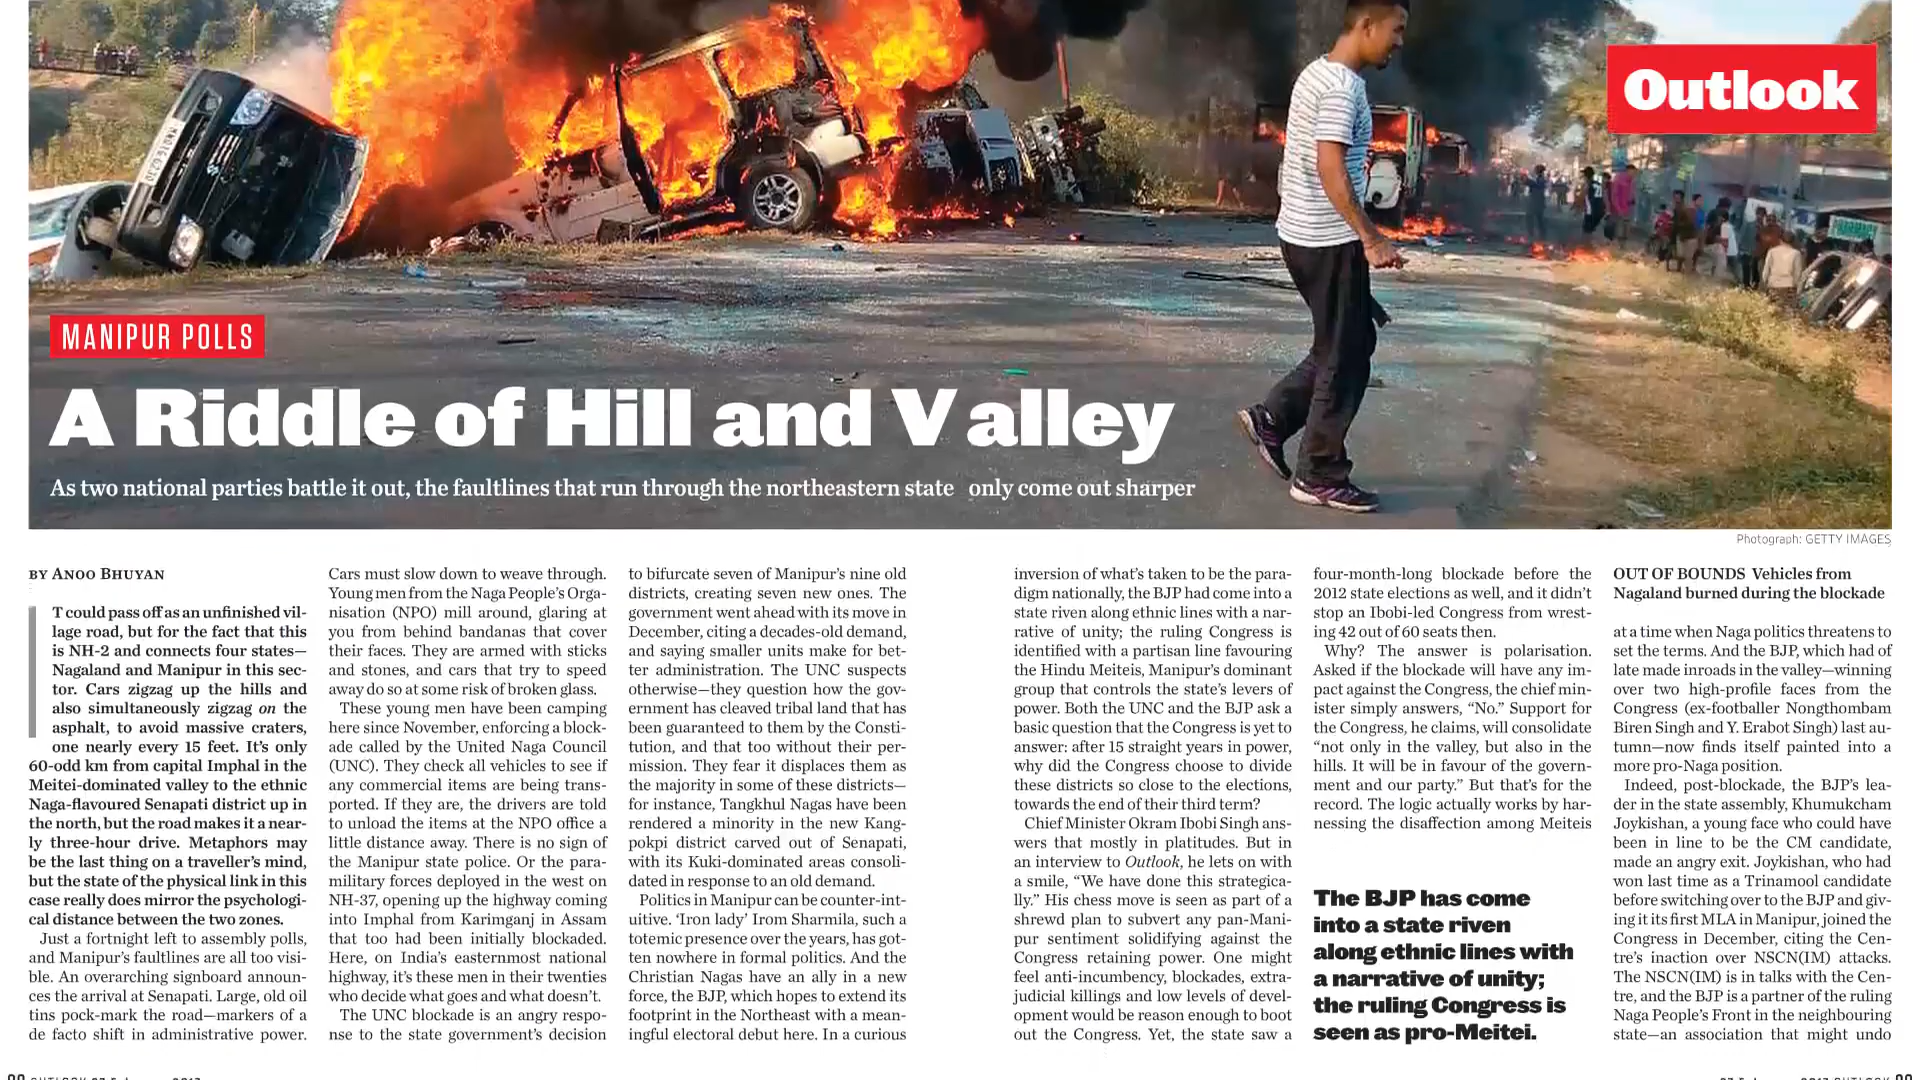 Outlook
MANIPUR POLLS
A Riddle of Hill and Valley
As two national parties battle it out, the faultlines that run through the northeastern state only come out sharper
Photograph: GETTY IMAGES
BY ANOO BHUYAN
IT could pass off as an unfinished vil-
lage road, but for the fact that this
is NH-2 and connects four states—
Nagaland and Manipur in this sec-
tor. Cars zigzag up the hills and
also simultaneously zigzag on the
asphalt, to avoid massive craters,
one nearly every 15 feet. It’s only
60-odd km from capital Imphal in the
Meitei-dominated valley to the ethnic
Naga-flavoured Senapati district up in
the north, but the road makes it a near-
ly three-hour drive. Metaphors may
be the last thing on a traveller’s mind,
but the state of the physical link in this
case really does mirror the psychologi-
cal distance between the two zones.
Just a fortnight left to assembly polls,
and Manipur’s faultlines are all too visi-
ble. An overarching signboard announ-
ces the arrival at Senapati. Large, old oil
tins pock-mark the road—markers of a
de facto shift in administrative power.
Cars must slow down to weave through.
Young men from the Naga People’s Orga-
nisation (NPO) mill around, glaring at
you from behind bandanas that cover
their faces. They are armed with sticks
and stones, and cars that try to speed
away do so at some risk of broken glass.
These young men have been camping
here since November, enforcing a block-
ade called by the United Naga Council
(UNC). They check all vehicles to see if
any commercial items are being trans-
ported. If they are, the drivers are told
to unload the items at the NPO office a
little distance away. There is no sign of
the Manipur state police. Or the para-
military forces deployed in the west on
NH-37, opening up the highway coming
into Imphal from Karimganj in Assam
that too had been initially blockaded.
Here, on India’s easternmost national
highway, it’s these men in their twenties
who decide what goes and what doesn’t.
The UNC blockade is an angry respo-
nse to the state government’s decision
to bifurcate seven of Manipur’s nine old
districts, creating seven new ones. The
government went ahead with its move in
December, citing a decades-old demand,
and saying smaller units make for bet-
ter administration. The UNC suspects
otherwise—they question how the gov-
ernment has cleaved tribal land that has
been guaranteed to them by the Consti-
tution, and that too without their per-
mission. They fear it displaces them as
the majority in some of these districts—
for instance, Tangkhul Nagas have been
rendered a minority in the new Kang-
pokpi district carved out of Senapati,
with its Kuki-dominated areas consoli-
dated in response to an old demand.
Politics in Manipur can be counter-int-
uitive. ‘Iron lady’ Irom Sharmila, such a
totemic presence over the years, has got-
ten nowhere in formal politics. And the
Christian Nagas have an ally in a new
force, the BJP, which hopes to extend its
footprint in the Northeast with a mean-
ingful electoral debut here. In a curious
inversion of what’s taken to be the para-
digm nationally, the BJP had come into a
state riven along ethnic lines with a nar-
rative of unity; the ruling Congress is
identified with a partisan line favouring
the Hindu Meiteis, Manipur’s dominant
group that controls the state’s levers of
power. Both the UNC and the BJP ask a
basic question that the Congress is yet to
answer: after 15 straight years in power,
why did the Congress choose to divide
these districts so close to the elections,
towards the end of their third term?
Chief Minister Okram Ibobi Singh ans-
wers that mostly in platitudes. But in
an interview to Outlook, he lets on with
a smile, “We have done this strategica-
lly.” His chess move is seen as part of a
shrewd plan to subvert any pan-Mani-
pur sentiment solidifying against the
Congress retaining power. One might
feel anti-incumbency, blockades, extra-
judicial killings and low levels of devel-
opment would be reason enough to boot
out the Congress. Yet, the state saw a
four-month-long blockade before the
2012 state elections as well, and it didn’t
stop an Ibobi-led Congress from wrest-
ing 42 out of 60 seats then.
Why? The answer is polarisation.
Asked if the blockade will have any im-
pact against the Congress, the chief min-
ister simply answers, “No.” Support for
the Congress, he claims, will consolidate
“not only in the valley, but also in the
hills. It will be in favour of the govern-
ment and our party.” But that’s for the
record. The logic actually works by har-
nessing the disaffection among Meiteis
The BJP has come
into a state riven
along ethnic lines with
a narrative of unity;
the ruling Congress is
seen as pro-Meitei.
OUT OF BOUNDS Vehicles from
Nagaland burned during the blockade
at a time when Naga politics threatens to
set the terms. And the BJP, which had of
late made inroads in the valley—winning
over two high-profile faces from the
Congress (ex-footballer Nongthombam
Biren Singh and Y. Erabot Singh) last au-
tumn—now finds itself painted into a
more pro-Naga position.
Indeed, post-blockade, the BJP’s lea-
der in the state assembly, Khumukcham
Joykishan, a young face who could have
been in line to be the CM candidate,
made an angry exit. Joykishan, who had
won last time as a Trinamool candidate
before switching over to the BJP and giv-
ing it its first MLA in Manipur, joined the
Congress in December, citing the Cen-
tre’s inaction over NSCN(IM) attacks.
The NSCN(IM) is in talks with the Cen-
tre, and the BJP is a partner of the ruling
Naga People’s Front in the neighbouring
state—an association that might undo